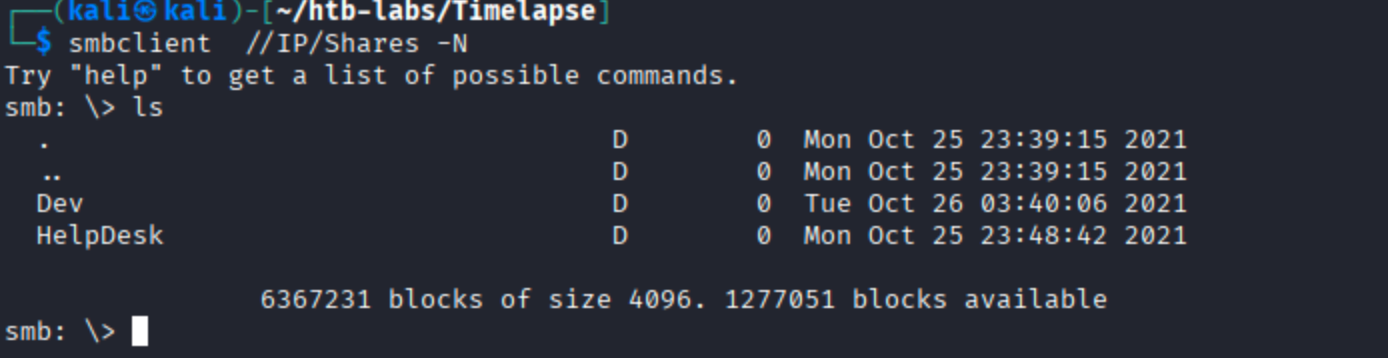 ┌──(kali㉿kali)-[~/htb-labs/Timelapse]
└─$ smbclient  //IP/Shares -N
Try "help" to get a list of possible commands.
smb: \> ls
  .                                   D        0  Mon Oct 25 23:39:15 2021
  ..                                  D        0  Mon Oct 25 23:39:15 2021
  Dev                                 D        0  Tue Oct 26 03:40:06 2021
  HelpDesk                            D        0  Mon Oct 25 23:48:42 2021
                6367231 blocks of size 4096. 1277051 blocks available
smb: \>